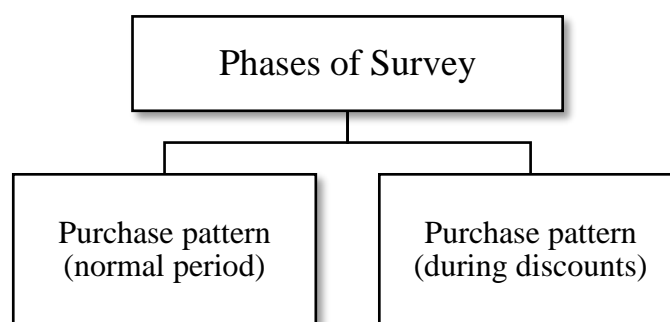 Phases of Survey
Purchase pattern
(normal period)
Purchase pattern
(during discounts)